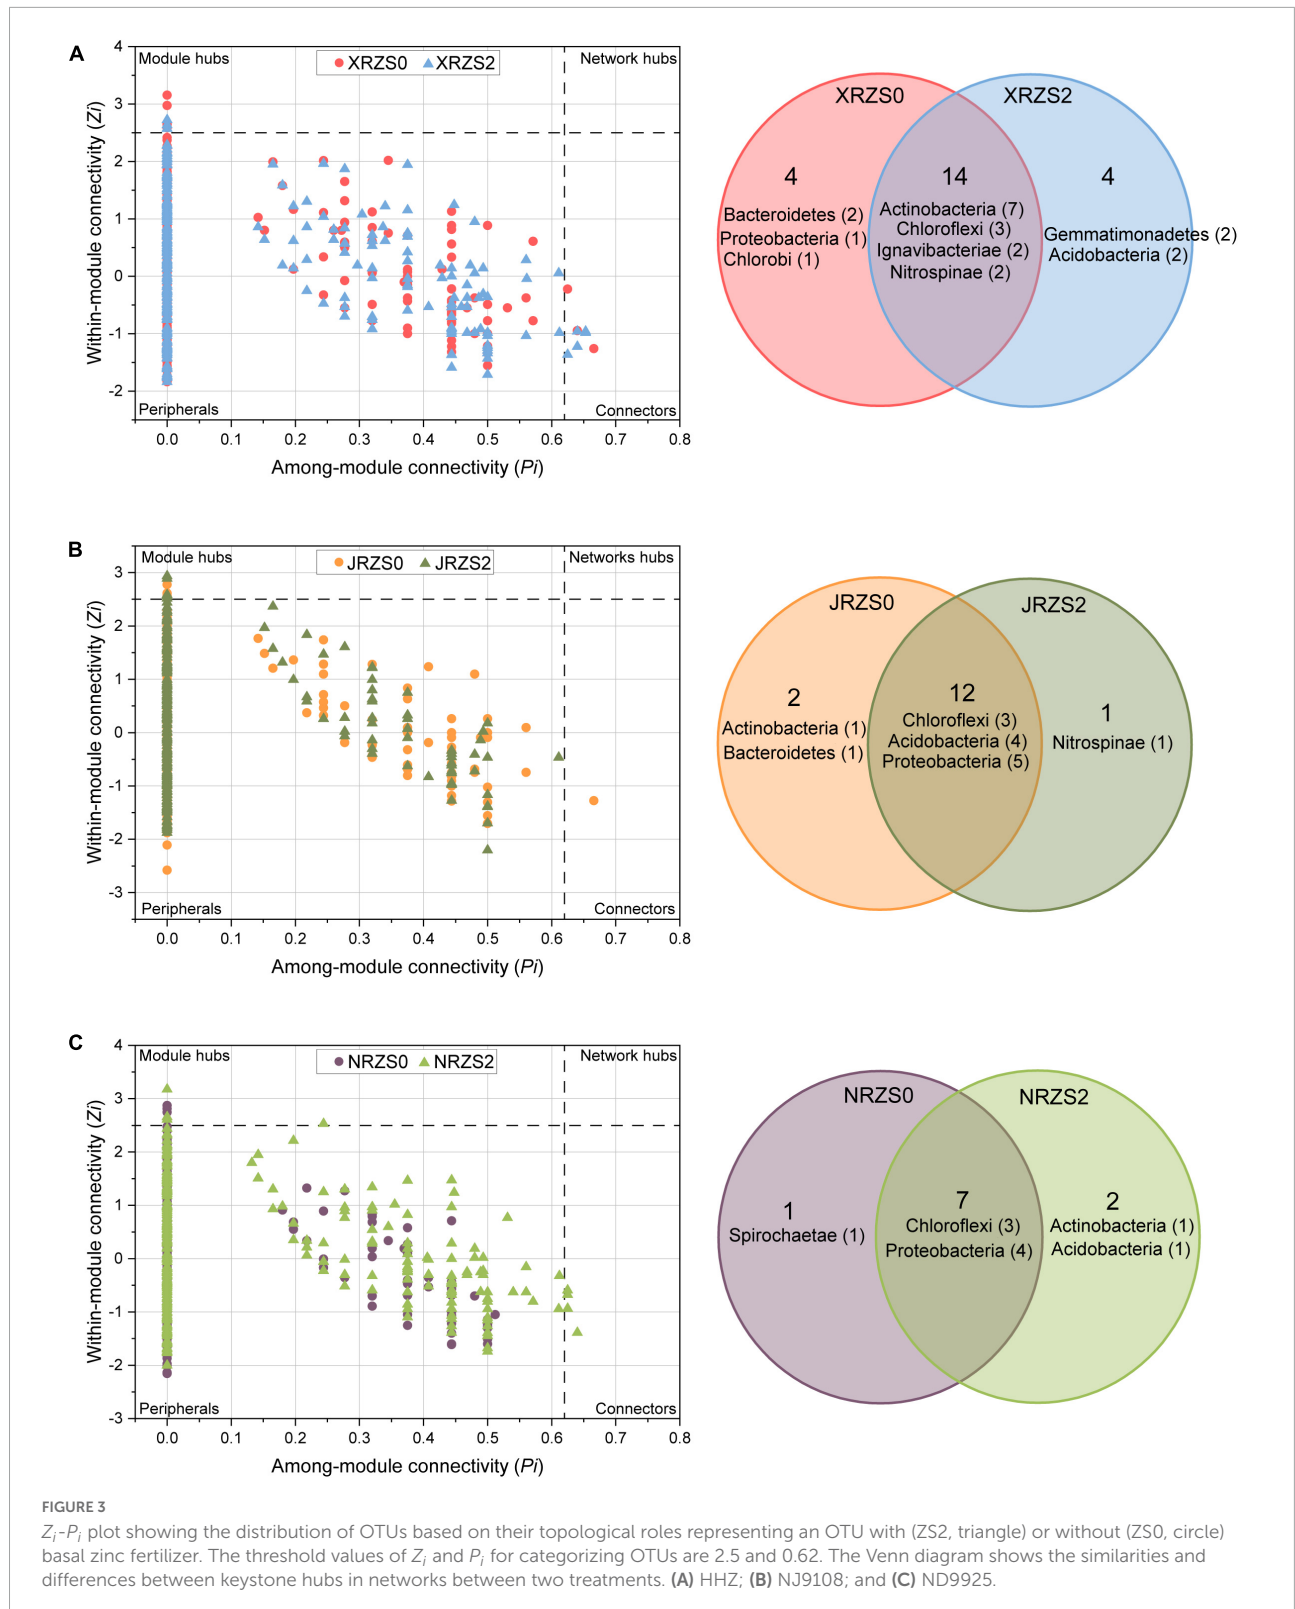 A
Module hubs
XRZS0 XRZS2
Network hubs
4
3
2
1
0
-1
-2
Within-module connectivity (Zi)
Peripherals
Connectors
0.0 0.1 0.2 0.3 0.4 0.5 0.6 0.7 0.8
Among-module connectivity (Pi)
XRZS0
XRZS2
4
Bacteroidetes (2)
Proteobacteria (1)
Chlorobi (1)
14
Actinobacteria (7)
Chloroflexi (3)
Ignavibacteriae (2)
Nitrospinae (2)
4
Gemmatimonadetes (2)
Acidobacteria (2)
B
Module hubs
JRZS0 JRZS2
Networks hubs
3
2
1
0
-1
-2
-3
Within-module connectivity (Zi)
Peripherals
Connectors
0.0 0.1 0.2 0.3 0.4 0.5 0.6 0.7 0.8
Among-module connectivity (Pi)
JRZS0
JRZS2
2
Actinobacteria (1)
Bacteroidetes (1)
12
Chloroflexi (3)
Acidobacteria (4)
Proteobacteria (5)
1
Nitrospinae (1)
C
Module hubs
NRZS0 NRZS2
Network hubs
4
3
2
1
0
-1
-2
-3
Within-module connectivity (Zi)
Peripherals
Connectors
0.0 0.1 0.2 0.3 0.4 0.5 0.6 0.7 0.8
Among-module connectivity (Pi)
NRZS0
NRZS2
1
Spirochaetae (1)
7
Chloroflexi (3)
Proteobacteria (4)
2
Actinobacteria (1)
Acidobacteria (1)
FIGURE 3
Zi-Pi plot showing the distribution of OTUs based on their topological roles representing an OTU with (ZS2, triangle) or without (ZS0, circle)
basal zinc fertilizer. The threshold values of Zi and Pi for categorizing OTUs are 2.5 and 0.62. The Venn diagram shows the similarities and
differences between keystone hubs in networks between two treatments. (A) HHZ; (B) NJ9108; and (C) ND9925.